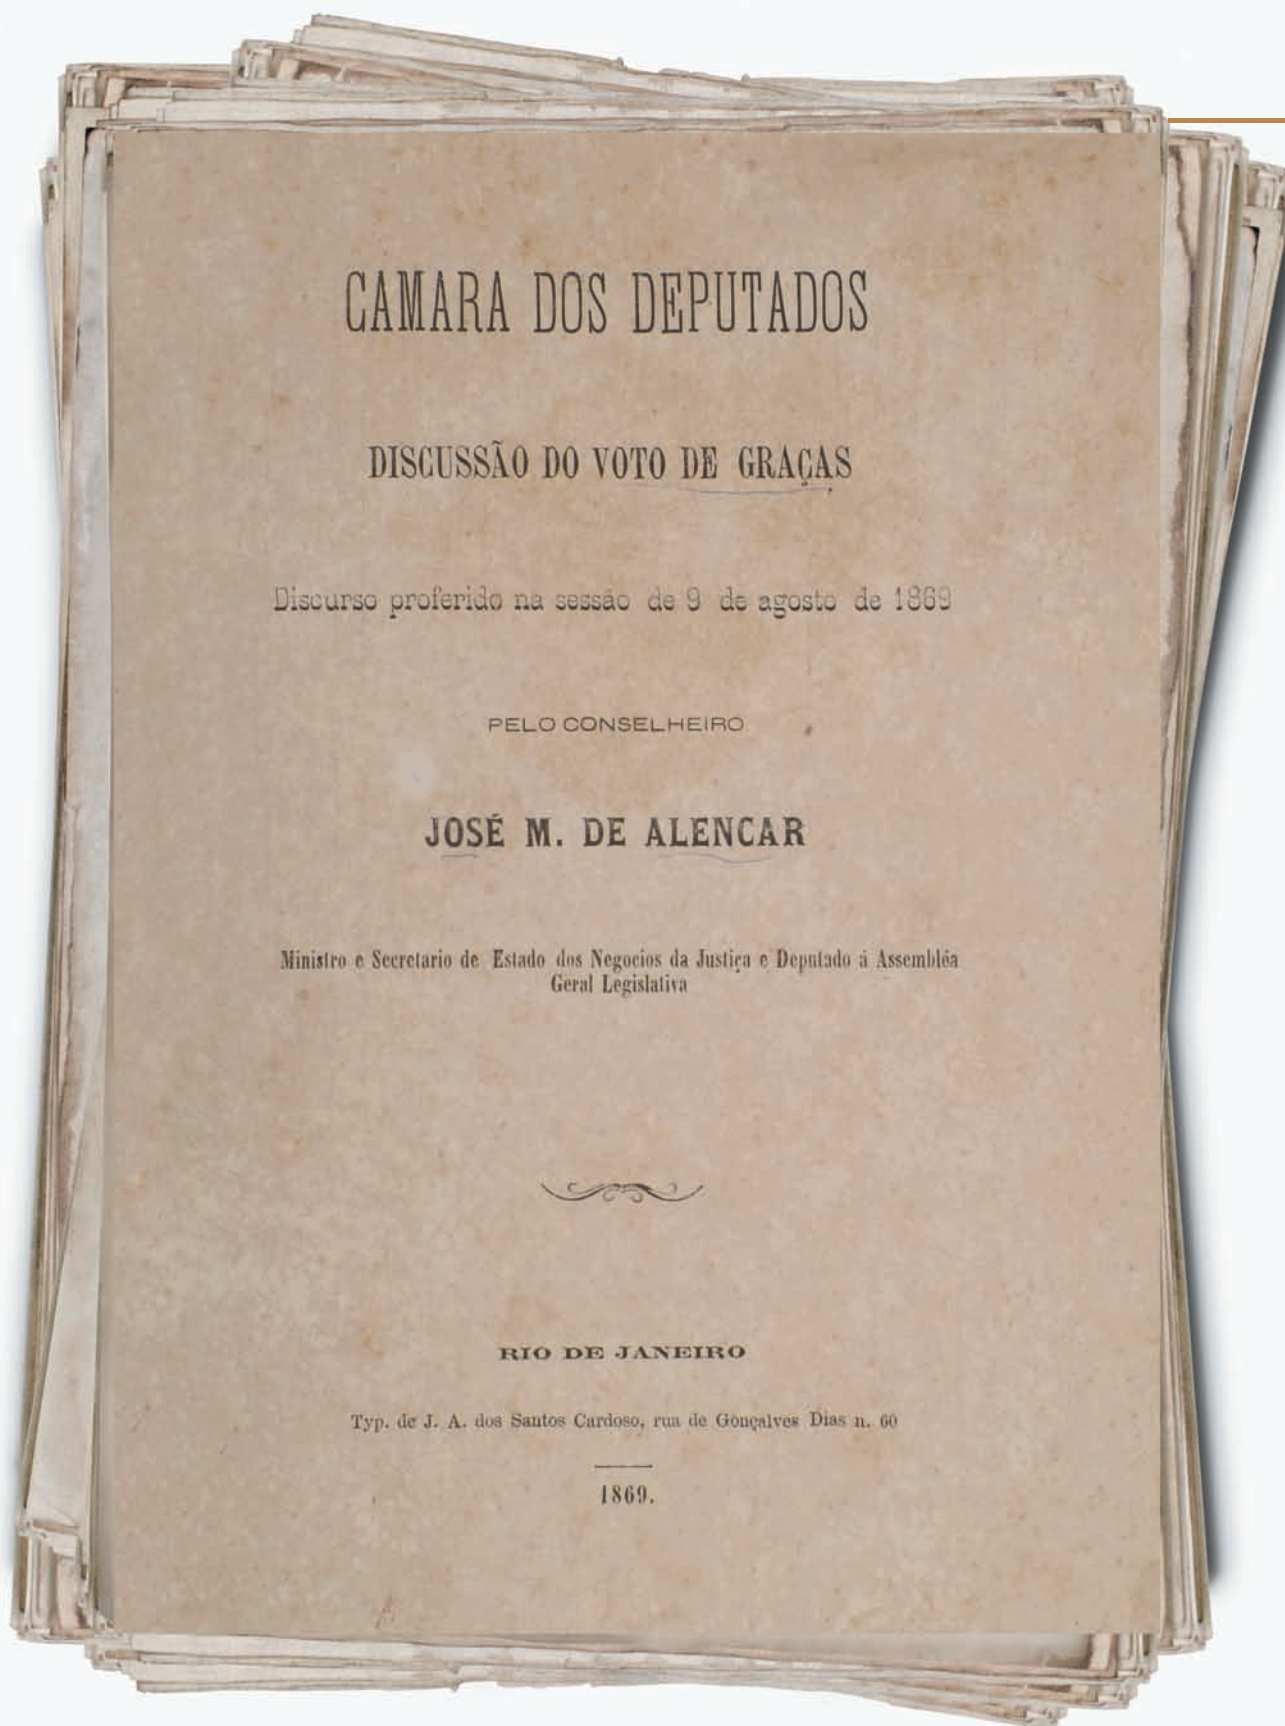 CAMARA DOS DEPUTADOS
DISCUSSÃO DO VOTO DE GRAÇAS
Discurso proferido na sessão de 9 de agosto de 1869
PELO CONSELHEIRO
JOSÉ M. DE ALENCAR
Ministro e Secretario de Estado dos Negocios da Justiça e Deputado á Assembléa
Geral Legislativa
RIO DE JANEIRO
Typ. de J. A. dos Santos Cardoso, rua de Gonçalves Dias n. 60
1869.